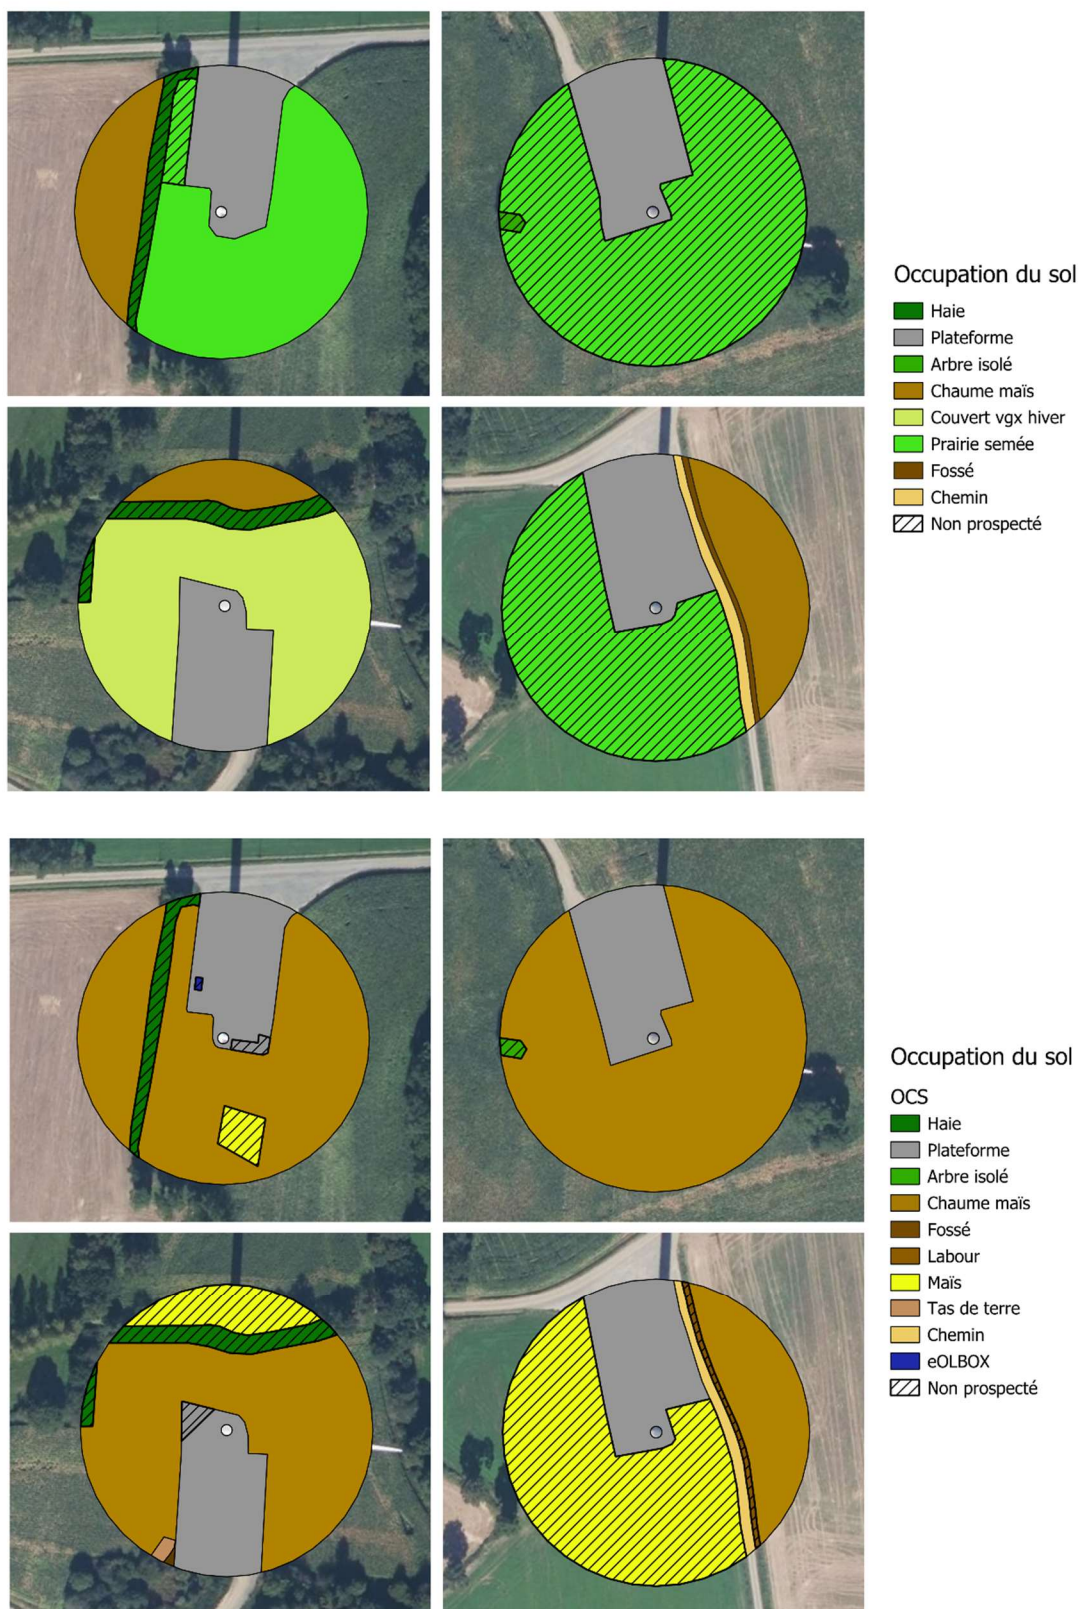 Occupation du sol
Haie
Plateforme
Arbre isolé
Chaume maïs
Couvert vgx hiver
Prairie semée
Fossé
Chemin
Non prospecté
Occupation du sol
OCS
Haie
Plateforme
Arbre isolé
Chaume maïs
Fossé
Labour
Maïs
Tas de terre
Chemin
eOLBOX
Non prospecté